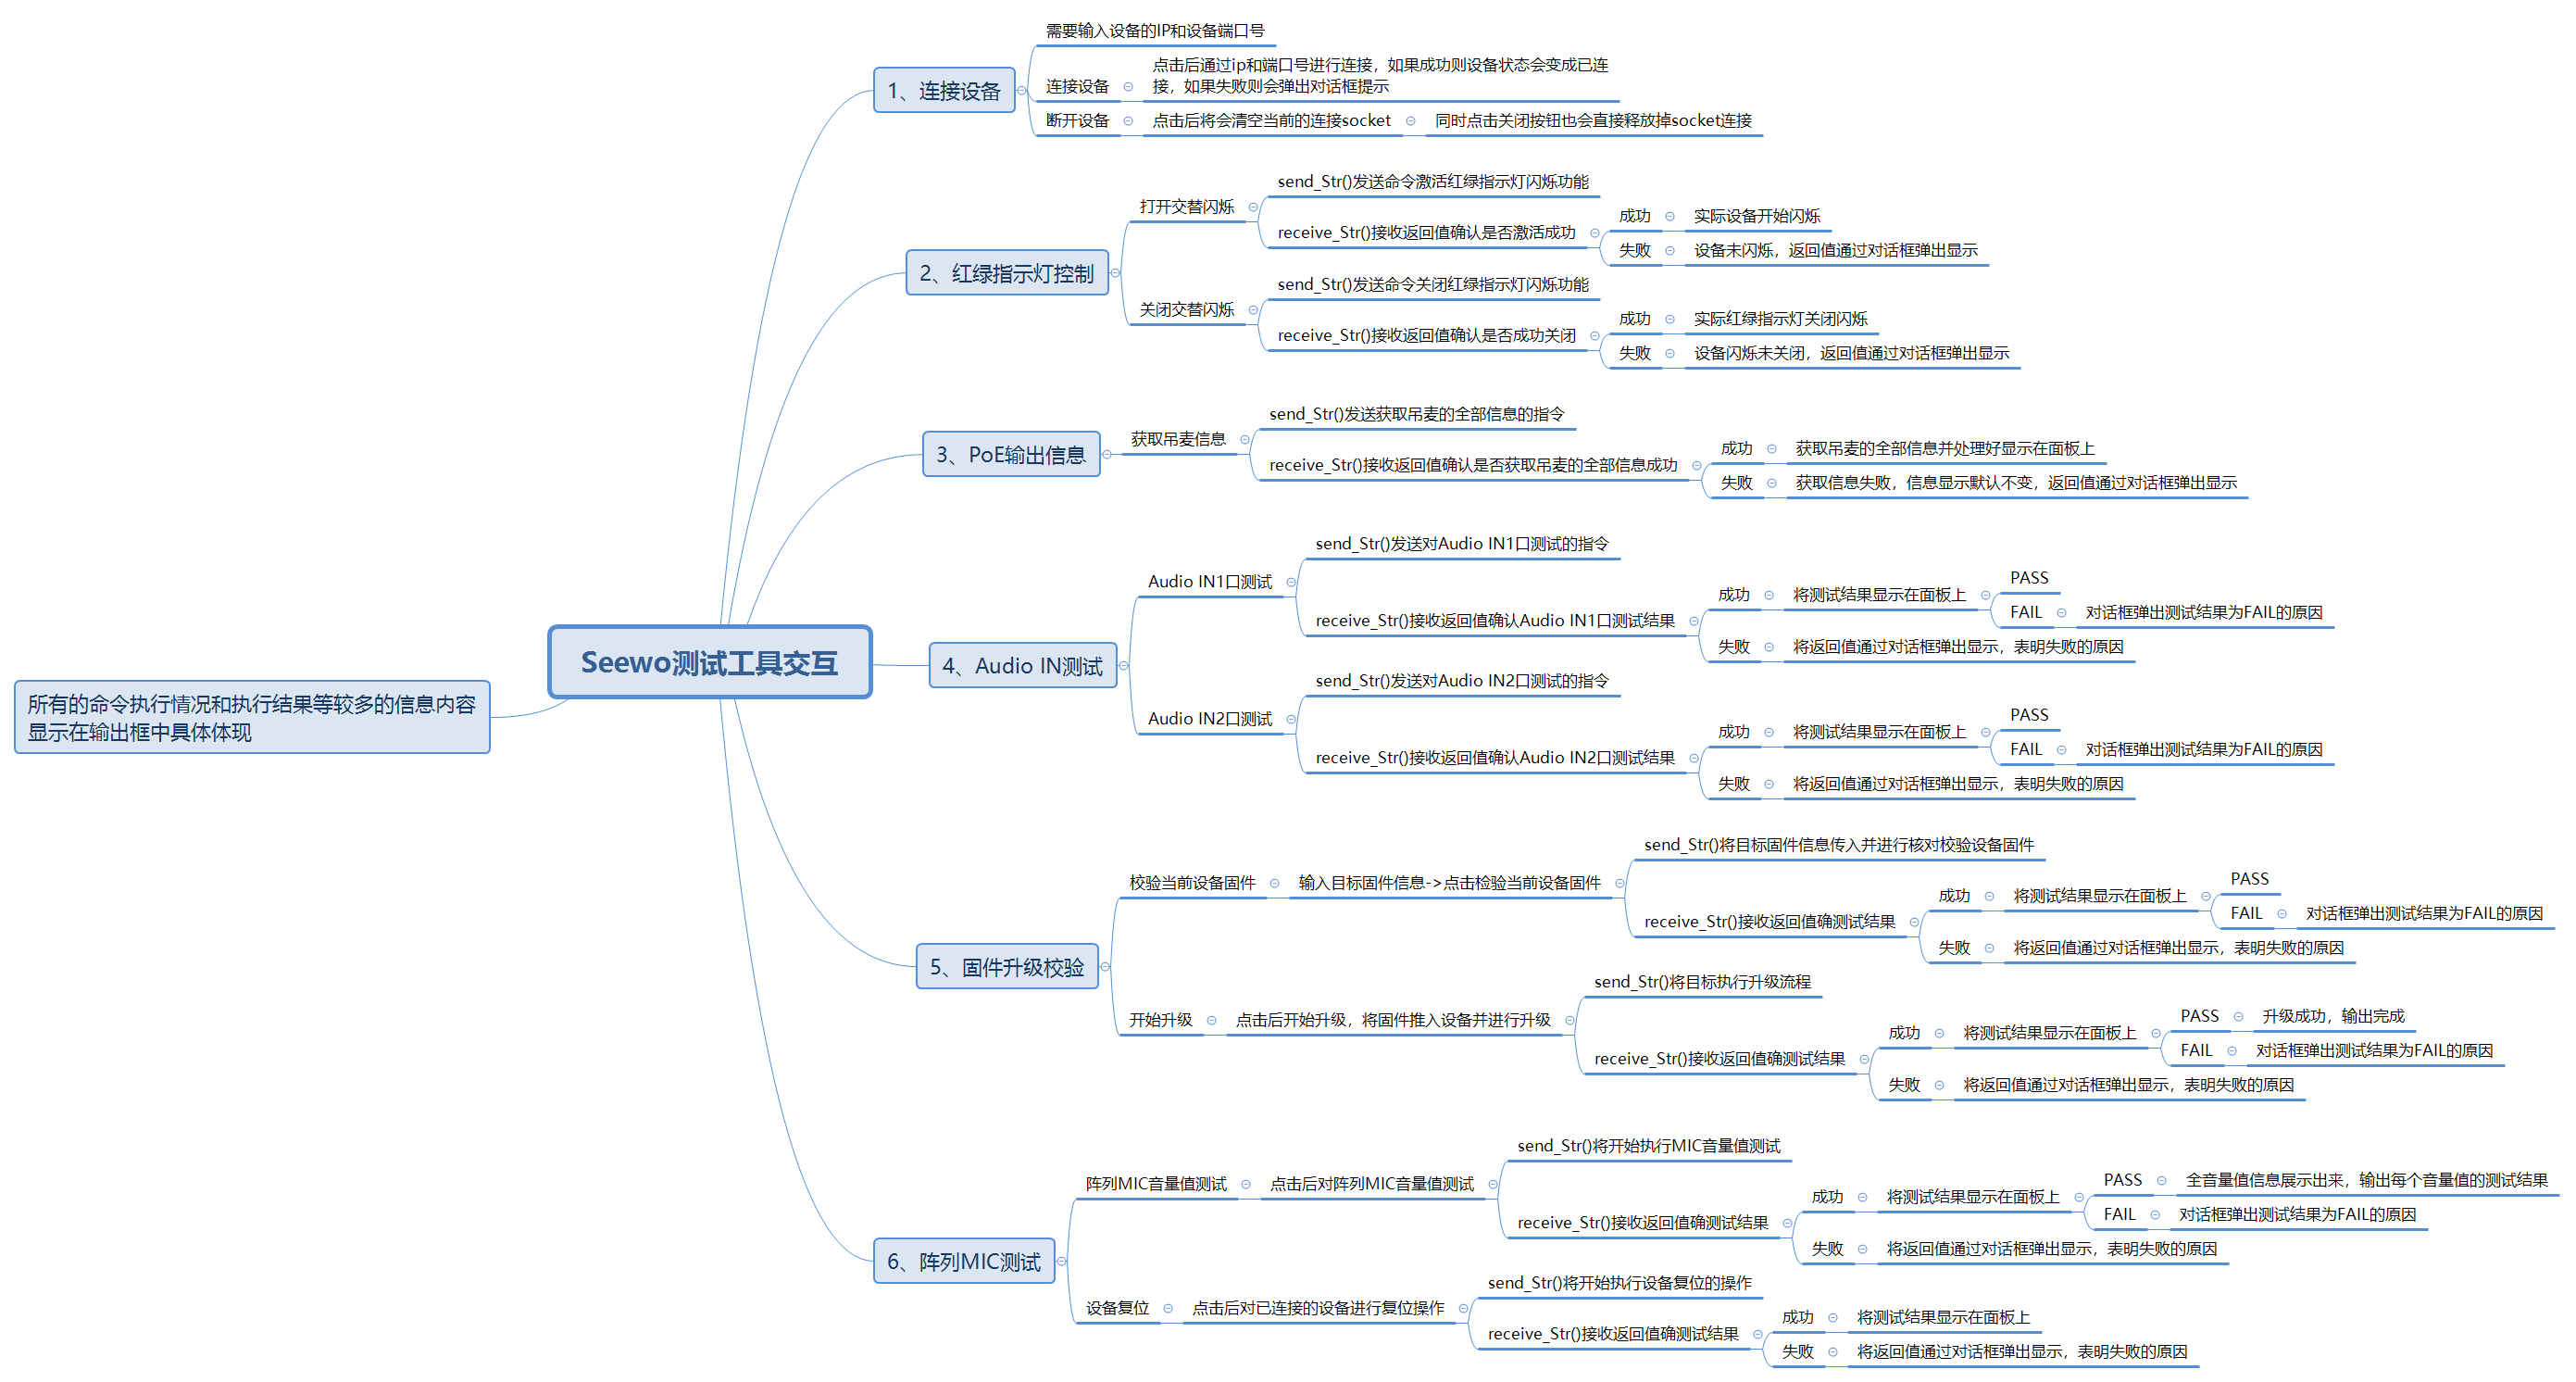 Seewo测试工具交互
所有的命令执行情况和执行结果等较多的信息内容
显示在输出框中具体体现
1、连接设备
需要输入设备的IP和设备端口号
连接设备
点击后通过ip和端口号进行连接，如果成功则设备状态会变成已连
接，如果失败则会弹出对话框提示
断开设备
点击后将会清空当前的连接socket
同时点击关闭按钮也会直接释放掉socket连接
2、红绿指示灯控制
打开交替闪烁
send_Str()发送命令激活红绿指示灯闪烁功能
receive_Str()接收返回值确认是否激活成功
成功
实际设备开始闪烁
失败
设备未闪烁，返回值通过对话框弹出显示
关闭交替闪烁
send_Str()发送命令关闭红绿指示灯闪烁功能
receive_Str()接收返回值确认是否成功关闭
成功
实际红绿指示灯关闭闪烁
失败
设备闪烁未关闭，返回值通过对话框弹出显示
3、PoE输出信息
获取吊麦信息
send_Str()发送获取吊麦的全部信息的指令
receive_Str()接收返回值确认是否获取吊麦的全部信息成功
成功
获取吊麦的全部信息并处理好显示在面板上
失败
获取信息失败，信息显示默认不变，返回值通过对话框弹出显示
4、Audio IN测试
Audio IN1口测试
send_Str()发送对Audio IN1口测试的指令
receive_Str()接收返回值确认Audio IN1口测试结果
成功
将测试结果显示在面板上
PASS
FAIL
对话框弹出测试结果为FAIL的原因
失败
将返回值通过对话框弹出显示，表明失败的原因
Audio IN2口测试
send_Str()发送对Audio IN2口测试的指令
receive_Str()接收返回值确认Audio IN2口测试结果
成功
将测试结果显示在面板上
PASS
FAIL
对话框弹出测试结果为FAIL的原因
失败
将返回值通过对话框弹出显示，表明失败的原因
5、固件升级校验
校验当前设备固件
输入目标固件信息->点击检验当前设备固件
send_Str()将目标固件信息传入并进行核对校验设备固件
receive_Str()接收返回值确测试结果
成功
将测试结果显示在面板上
PASS
FAIL
对话框弹出测试结果为FAIL的原因
失败
将返回值通过对话框弹出显示，表明失败的原因
开始升级
点击后开始升级，将固件推入设备并进行升级
send_Str()将目标执行升级流程
receive_Str()接收返回值确测试结果
成功
将测试结果显示在面板上
PASS
升级成功，输出完成
FAIL
对话框弹出测试结果为FAIL的原因
失败
将返回值通过对话框弹出显示，表明失败的原因
6、阵列MIC测试
阵列MIC音量值测试
点击后对阵列MIC音量值测试
send_Str()将开始执行MIC音量值测试
receive_Str()接收返回值确测试结果
成功
将测试结果显示在面板上
PASS
全音量值信息展示出来，输出每个音量值的测试结果
FAIL
对话框弹出测试结果为FAIL的原因
失败
将返回值通过对话框弹出显示，表明失败的原因
设备复位
点击后对已连接的设备进行复位操作
send_Str()将开始执行设备复位的操作
receive_Str()接收返回值确测试结果
成功
将测试结果显示在面板上
失败
将返回值通过对话框弹出显示，表明失败的原因